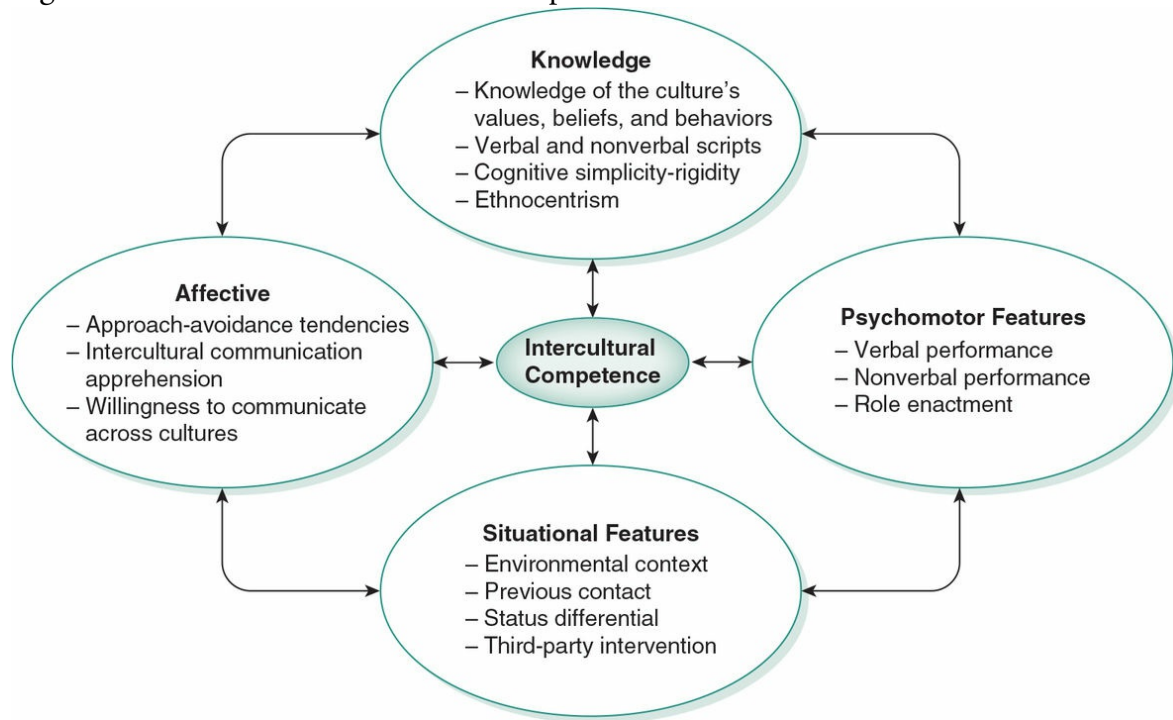 Knowledge
– Knowledge of the culture’s
values, beliefs, and behaviors
– Verbal and nonverbal scripts
– Cognitive simplicity-rigidity
– Ethnocentrism
Affective
– Approach-avoidance tendencies
– Intercultural communication
apprehension
– Willingness to communicate
across cultures
Intercultural
Competence
Psychomotor Features
– Verbal performance
– Nonverbal performance
– Role enactment
Situational Features
– Environmental context
– Previous contact
– Status differential
– Third-party intervention